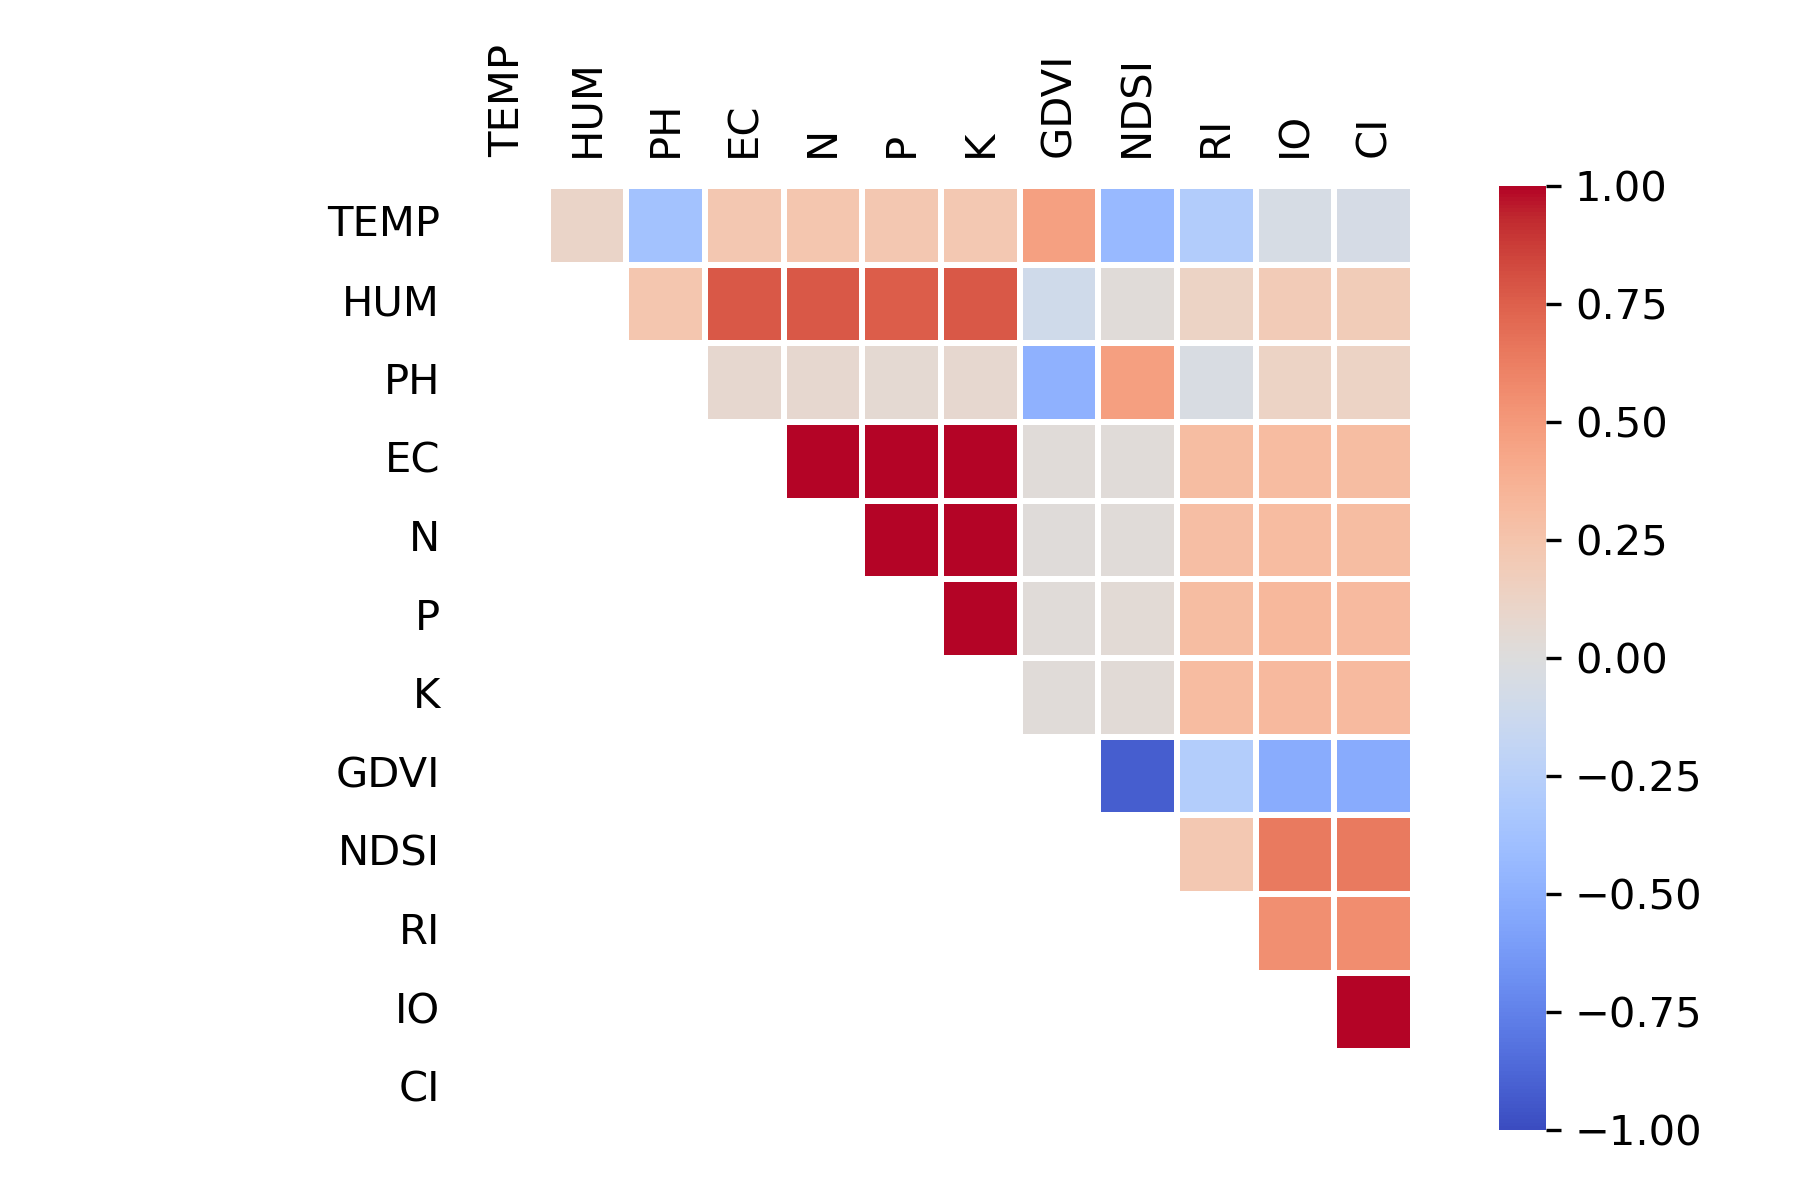 TEMP HUM PH EC N P K GDVI NDSI RI IO CI
TEMP
HUM
PH
EC
N
P
K
GDVI
NDSI
RI
IO
CI
1.00
0.75
0.50
0.25
0.00
−0.25
−0.50
−0.75
−1.00